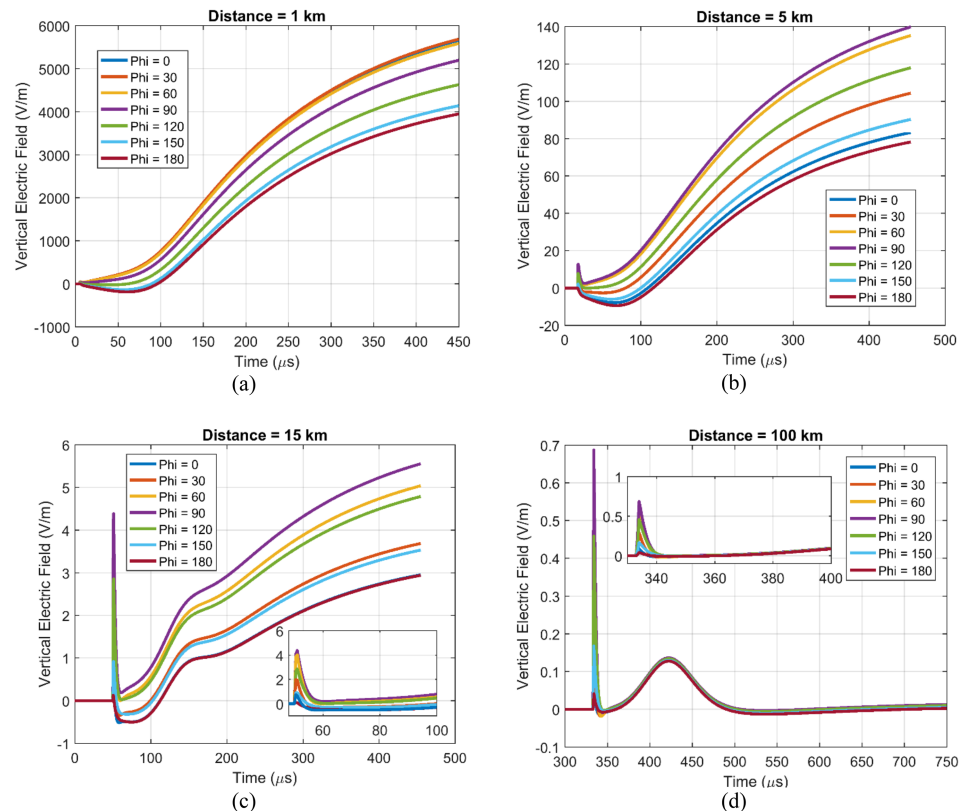 Distance = 1 km
Vertical Electric Field (V/m)
6000
5000
4000
3000
2000
1000
0
-1000
Phi = 0
Phi = 30
Phi = 60
Phi = 90
Phi = 120
Phi = 150
Phi = 180
0 50 100 150 200 250 300 350 400 450
Time (μs)
(a)
Distance = 5 km
Vertical Electric Field (V/m)
140
120
100
80
60
40
20
0
-20
Phi = 0
Phi = 30
Phi = 60
Phi = 90
Phi = 120
Phi = 150
Phi = 180
0 100 200 300 400 500
Time (μs)
(b)
Distance = 15 km
Vertical Electric Field (V/m)
6
5
4
3
2
1
0
-1
Phi = 0
Phi = 30
Phi = 60
Phi = 90
Phi = 120
Phi = 150
Phi = 180
6
4
2
0
60 80 100
0 50 100 150 200 250 300 350 400 450 500
Time (μs)
(c)
Distance = 100 km
Vertical Electric Field (V/m)
0.7
0.6
0.5
0.4
0.3
0.2
0.1
0
-0.1
1
0.5
0
340 360 380 400
Phi = 0
Phi = 30
Phi = 60
Phi = 90
Phi = 120
Phi = 150
Phi = 180
300 350 400 450 500 550 600 650 700 750
Time (μs)
(d)